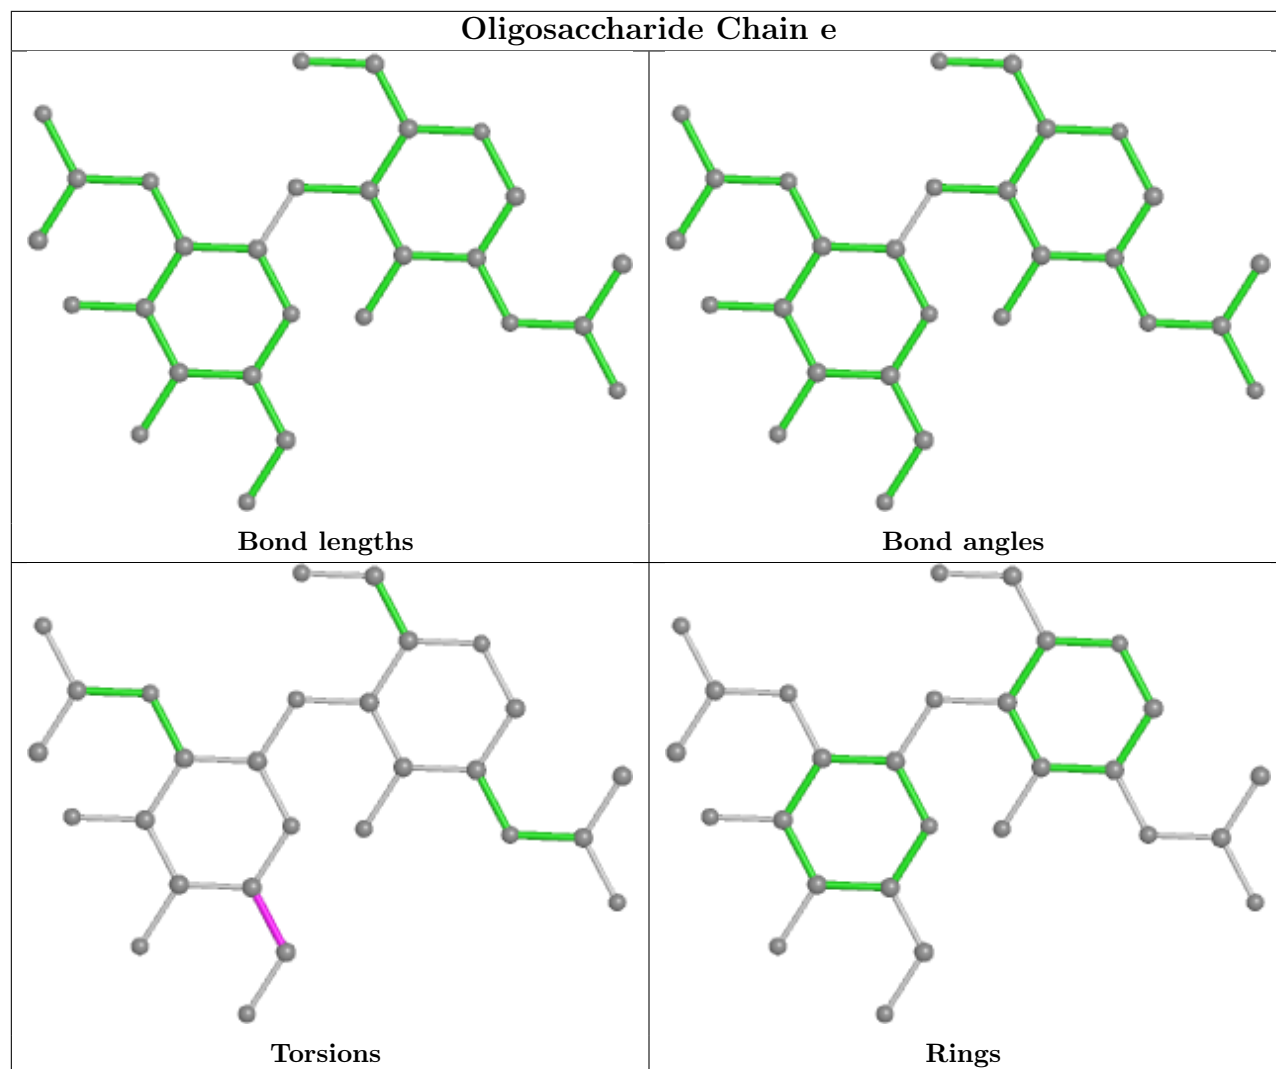 Oligosaccharide Chain e
Bond lengths
Bond angles
Torsions
Rings